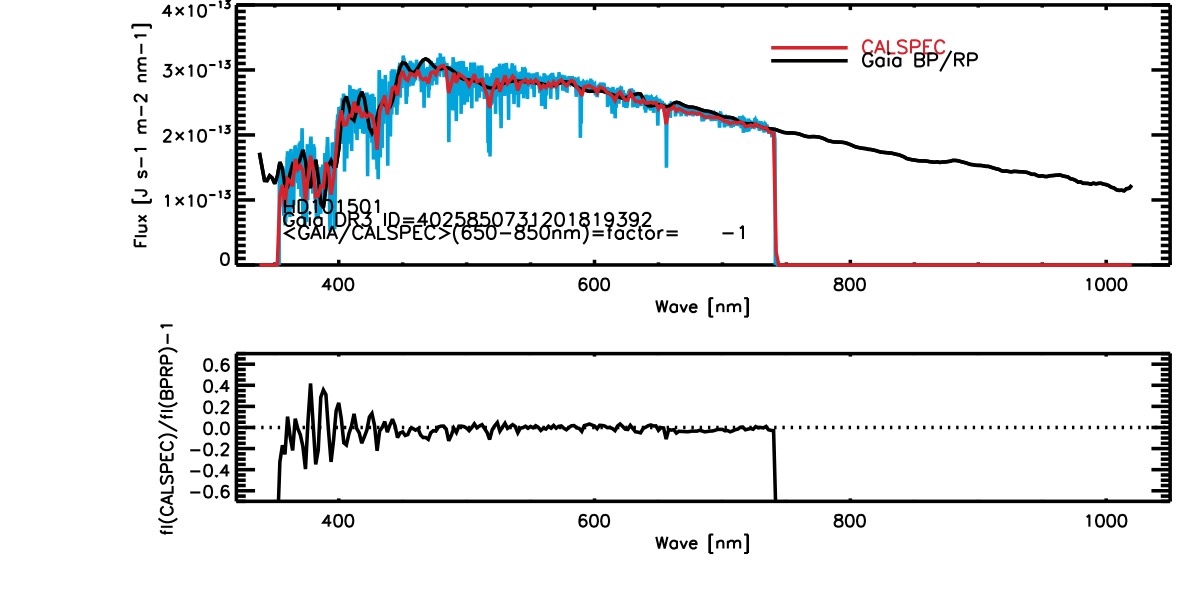 4×10−13
3×10−13
2×10−13
1×10−13
0
Flux [J s−1 m−2 nm−1]
CALSPEC
Gaia BP/RP
HD101501
Gaia DR3 ID=4025850731201819392
<GAIA/CALSPEC>(650−850nm)=factor= −1
400 600 800 1000
Wave [nm]
fl(CALSPEC)/fl(BPRP)−1
0.6
0.4
0.2
0.0
−0.2
−0.4
−0.6
400 600 800 1000
Wave [nm]